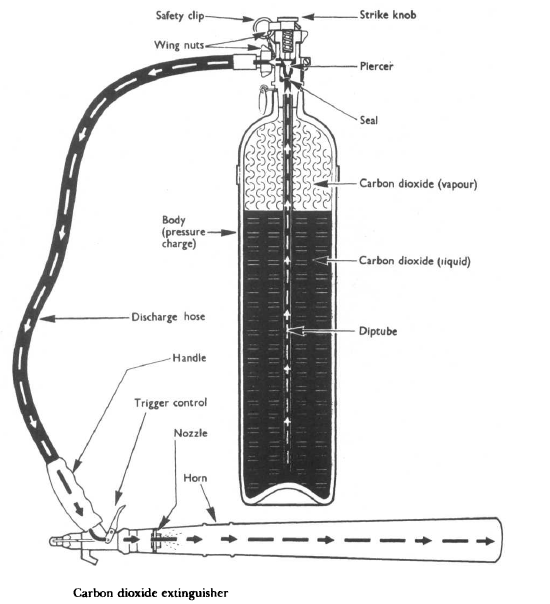 Safety clip
Strike knob
Wing nuts
Piercer
Seal
Carbon dioxide (vapour)
Body
(pressure
charge)
Carbon dioxide (liquid)
Discharge hose
Diptube
Handle
Trigger control
Nozzle
Horn
Carbon dioxide extinguisher